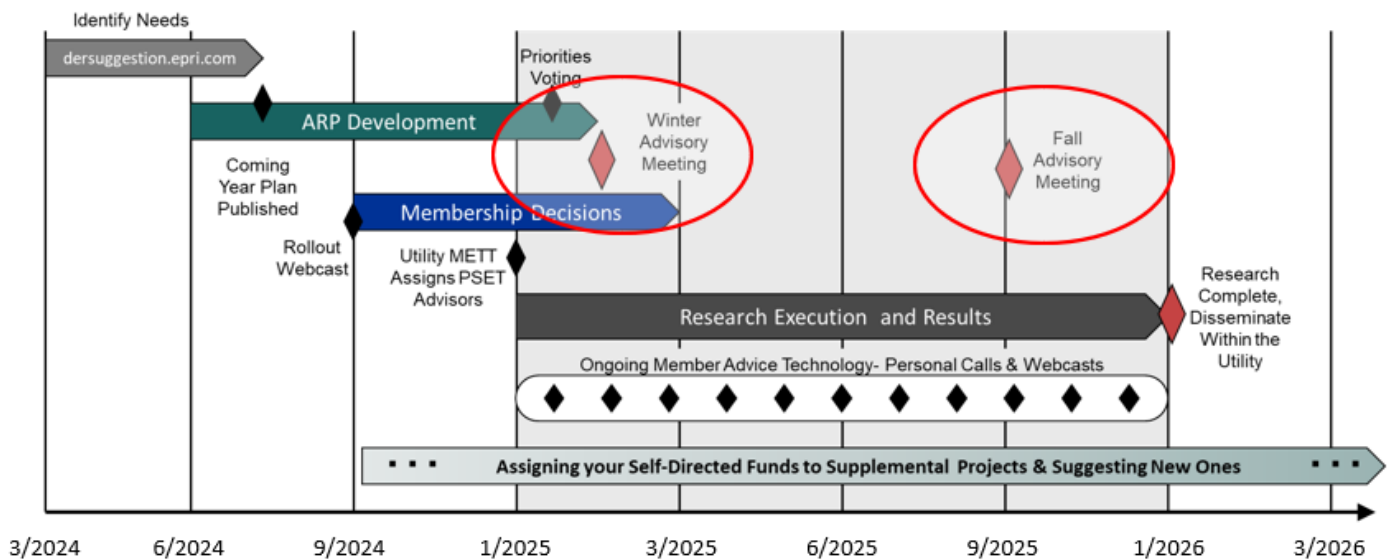 Identify Needs
dersuggestion.epri.com
Priorities
Voting
ARP Development
Winter
Advisory
Meeting
Fall
Advisory
Meeting
Coming
Year Plan
Published
Membership Decisions
Rollout
Webcast
Utility METT
Assigns PSET
Advisors
Research
Complete,
Disseminate
Within the
Utility
Research Execution and Results
Ongoing Member Advice Technology- Personal Calls & Webcasts
Assigning your Self-Directed Funds to Supplemental Projects & Suggesting New Ones
3/2024 6/2024 9/2024 1/2025 3/2025 6/2025 9/2025 1/2026 3/2026